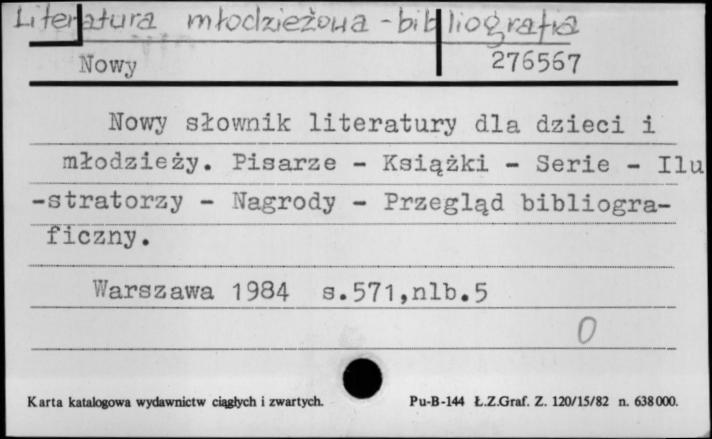 Literatura młodzieżowa - bibliografia
Nowy 276567
Nowy słownik literatury dla dzieci i
młodzieży. Pisarze - Książki - Serie - Ilu
-stratorzy - Nagrody - Przegląd bibliogra-
ficzny.
Warszawa 1984 s.571,nlb.5
0
Karta katalogowa wydawnictw ciągłych i zwartych. Pu-B-144 Ł.Z.Graf. Z. 120/15/82 n. 638000.